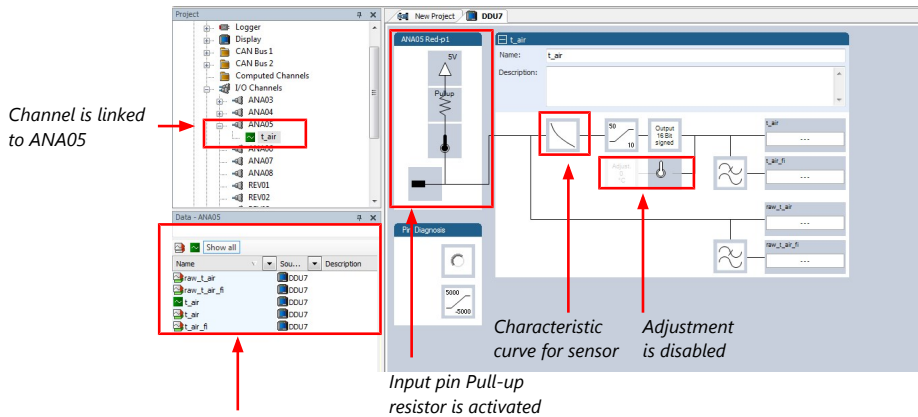 Project
New Project
DDU7
Logger
Display
CAN Bus 1
CAN Bus 2
Computed Channels
I/O Channels
ANA03
ANA04
ANA05
t_air
ANA06
ANA07
ANA08
REV01
REV02
Channel is linked
to ANA05
Data - ANA05
Show all
Name
Sou...
Description
raw_t_air
DDU7
raw_t_air_fi
DDU7
t_air
DDU7
t_air
DDU7
t_air_fi
DDU7
ANA05 Red-p1
5V
Pullup
Pin Diagnosis
5000
-5000
t_air
Name:
t_air
Description:
50
10
Output
16 Bit
signed
Adjust
t_air
---
t_air_fi
---
raw_t_air
---
raw_t_air_fi
---
Characteristic
curve for sensor
Adjustment
is disabled
Input pin Pull-up
resistor is activated